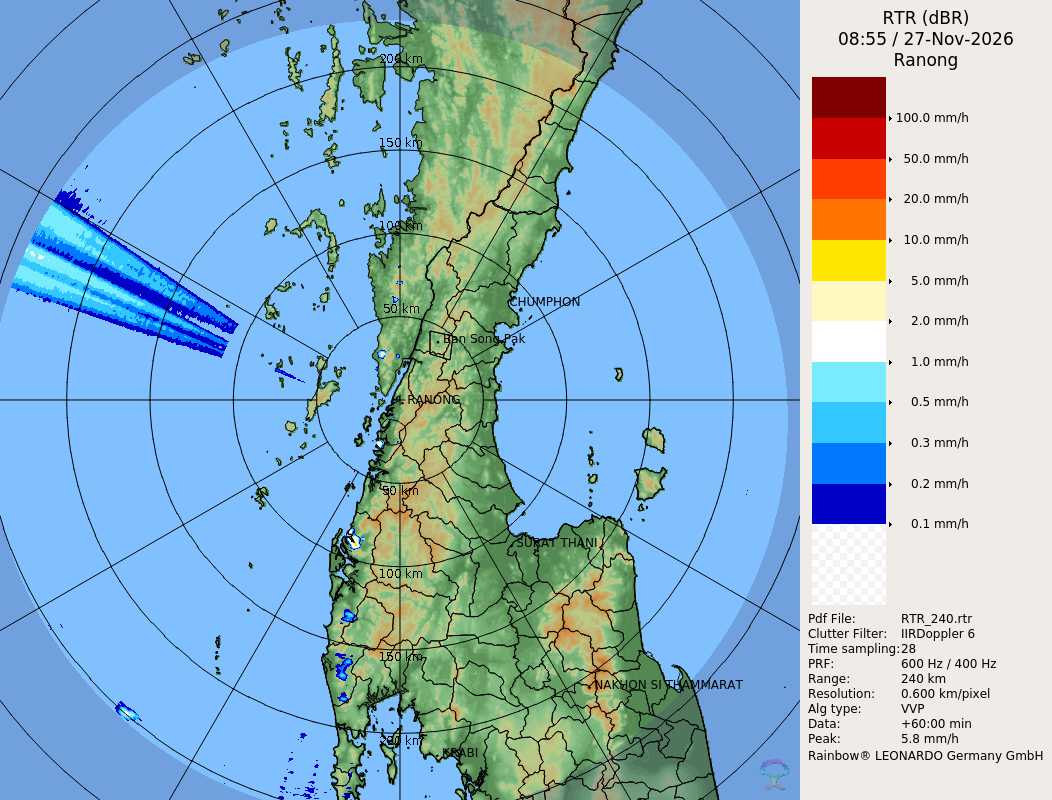 RTR (dBR)
08:55 / 27-Nov-2026
Ranong
200 km
150 km
100 km
50 km
CHUMPHON
Ban Song Pak
RANONG
50 km
SURAT THANI
100 km
150 km
NAKHON SI THAMMARAT
200 km
KRABI
100.0 mm/h
50.0 mm/h
20.0 mm/h
10.0 mm/h
5.0 mm/h
2.0 mm/h
1.0 mm/h
0.5 mm/h
0.3 mm/h
0.2 mm/h
0.1 mm/h
Pdf File: RTR_240.rtr
Clutter Filter: IIRDoppler 6
Time sampling:28
PRF: 600 Hz / 400 Hz
Range: 240 km
Resolution: 0.600 km/pixel
Alg type: VVP
Data: +60:00 min
Peak: 5.8 mm/h
Rainbow® LEONARDO Germany GmbH